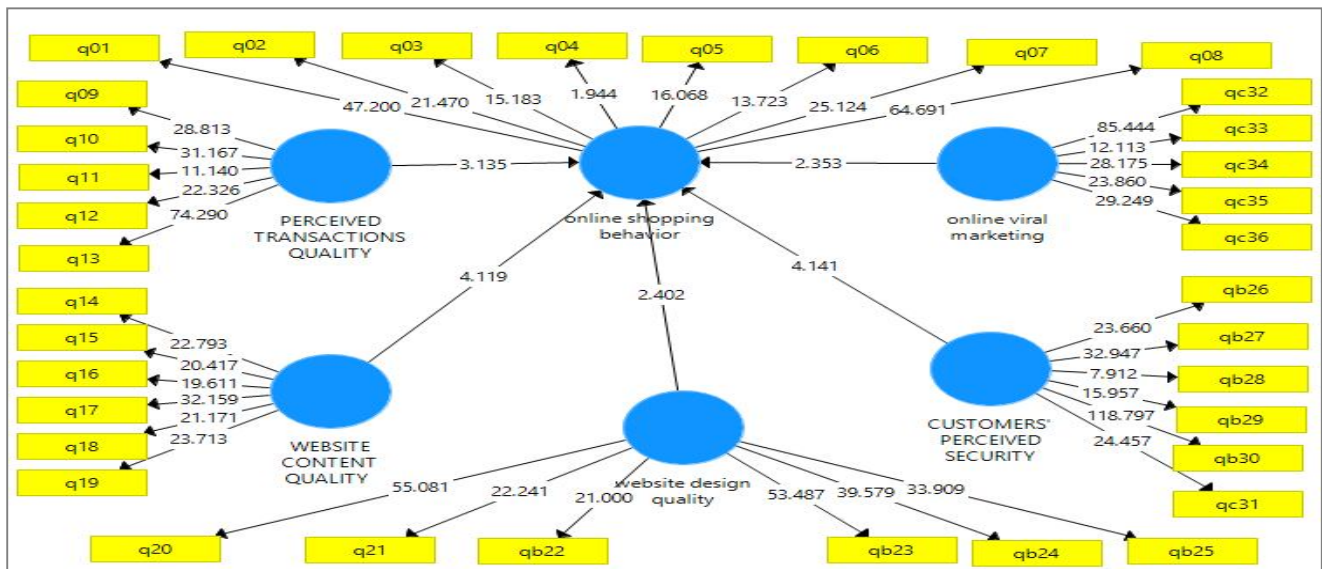 q01
q02
q03
q04
q05
q06
q07
q08
47.200
21.470
15.183
1.944
16.068
13.723
25.124
64.691
q09
q10
q11
q12
q13
28.813
31.167
11.140
22.326
74.290
PERCEIVED
TRANSACTIONS
QUALITY
3.135
online shopping
behavior
2.353
online viral
marketing
85.444
12.113
28.175
23.860
29.249
qc32
qc33
qc34
qc35
qc36
q14
q15
q16
q17
q18
q19
22.793
20.417
19.611
32.159
21.171
23.713
WEBSITE
CONTENT
QUALITY
4.119
2.402
4.141
CUSTOMERS'
PERCEIVED
SECURITY
23.660
32.947
7.912
15.957
118.797
24.457
qb26
qb27
qb28
qb29
qb30
qc31
website design
quality
55.081
22.241
21.000
53.487
39.579
33.909
q20
q21
qb22
qb23
qb24
qb25